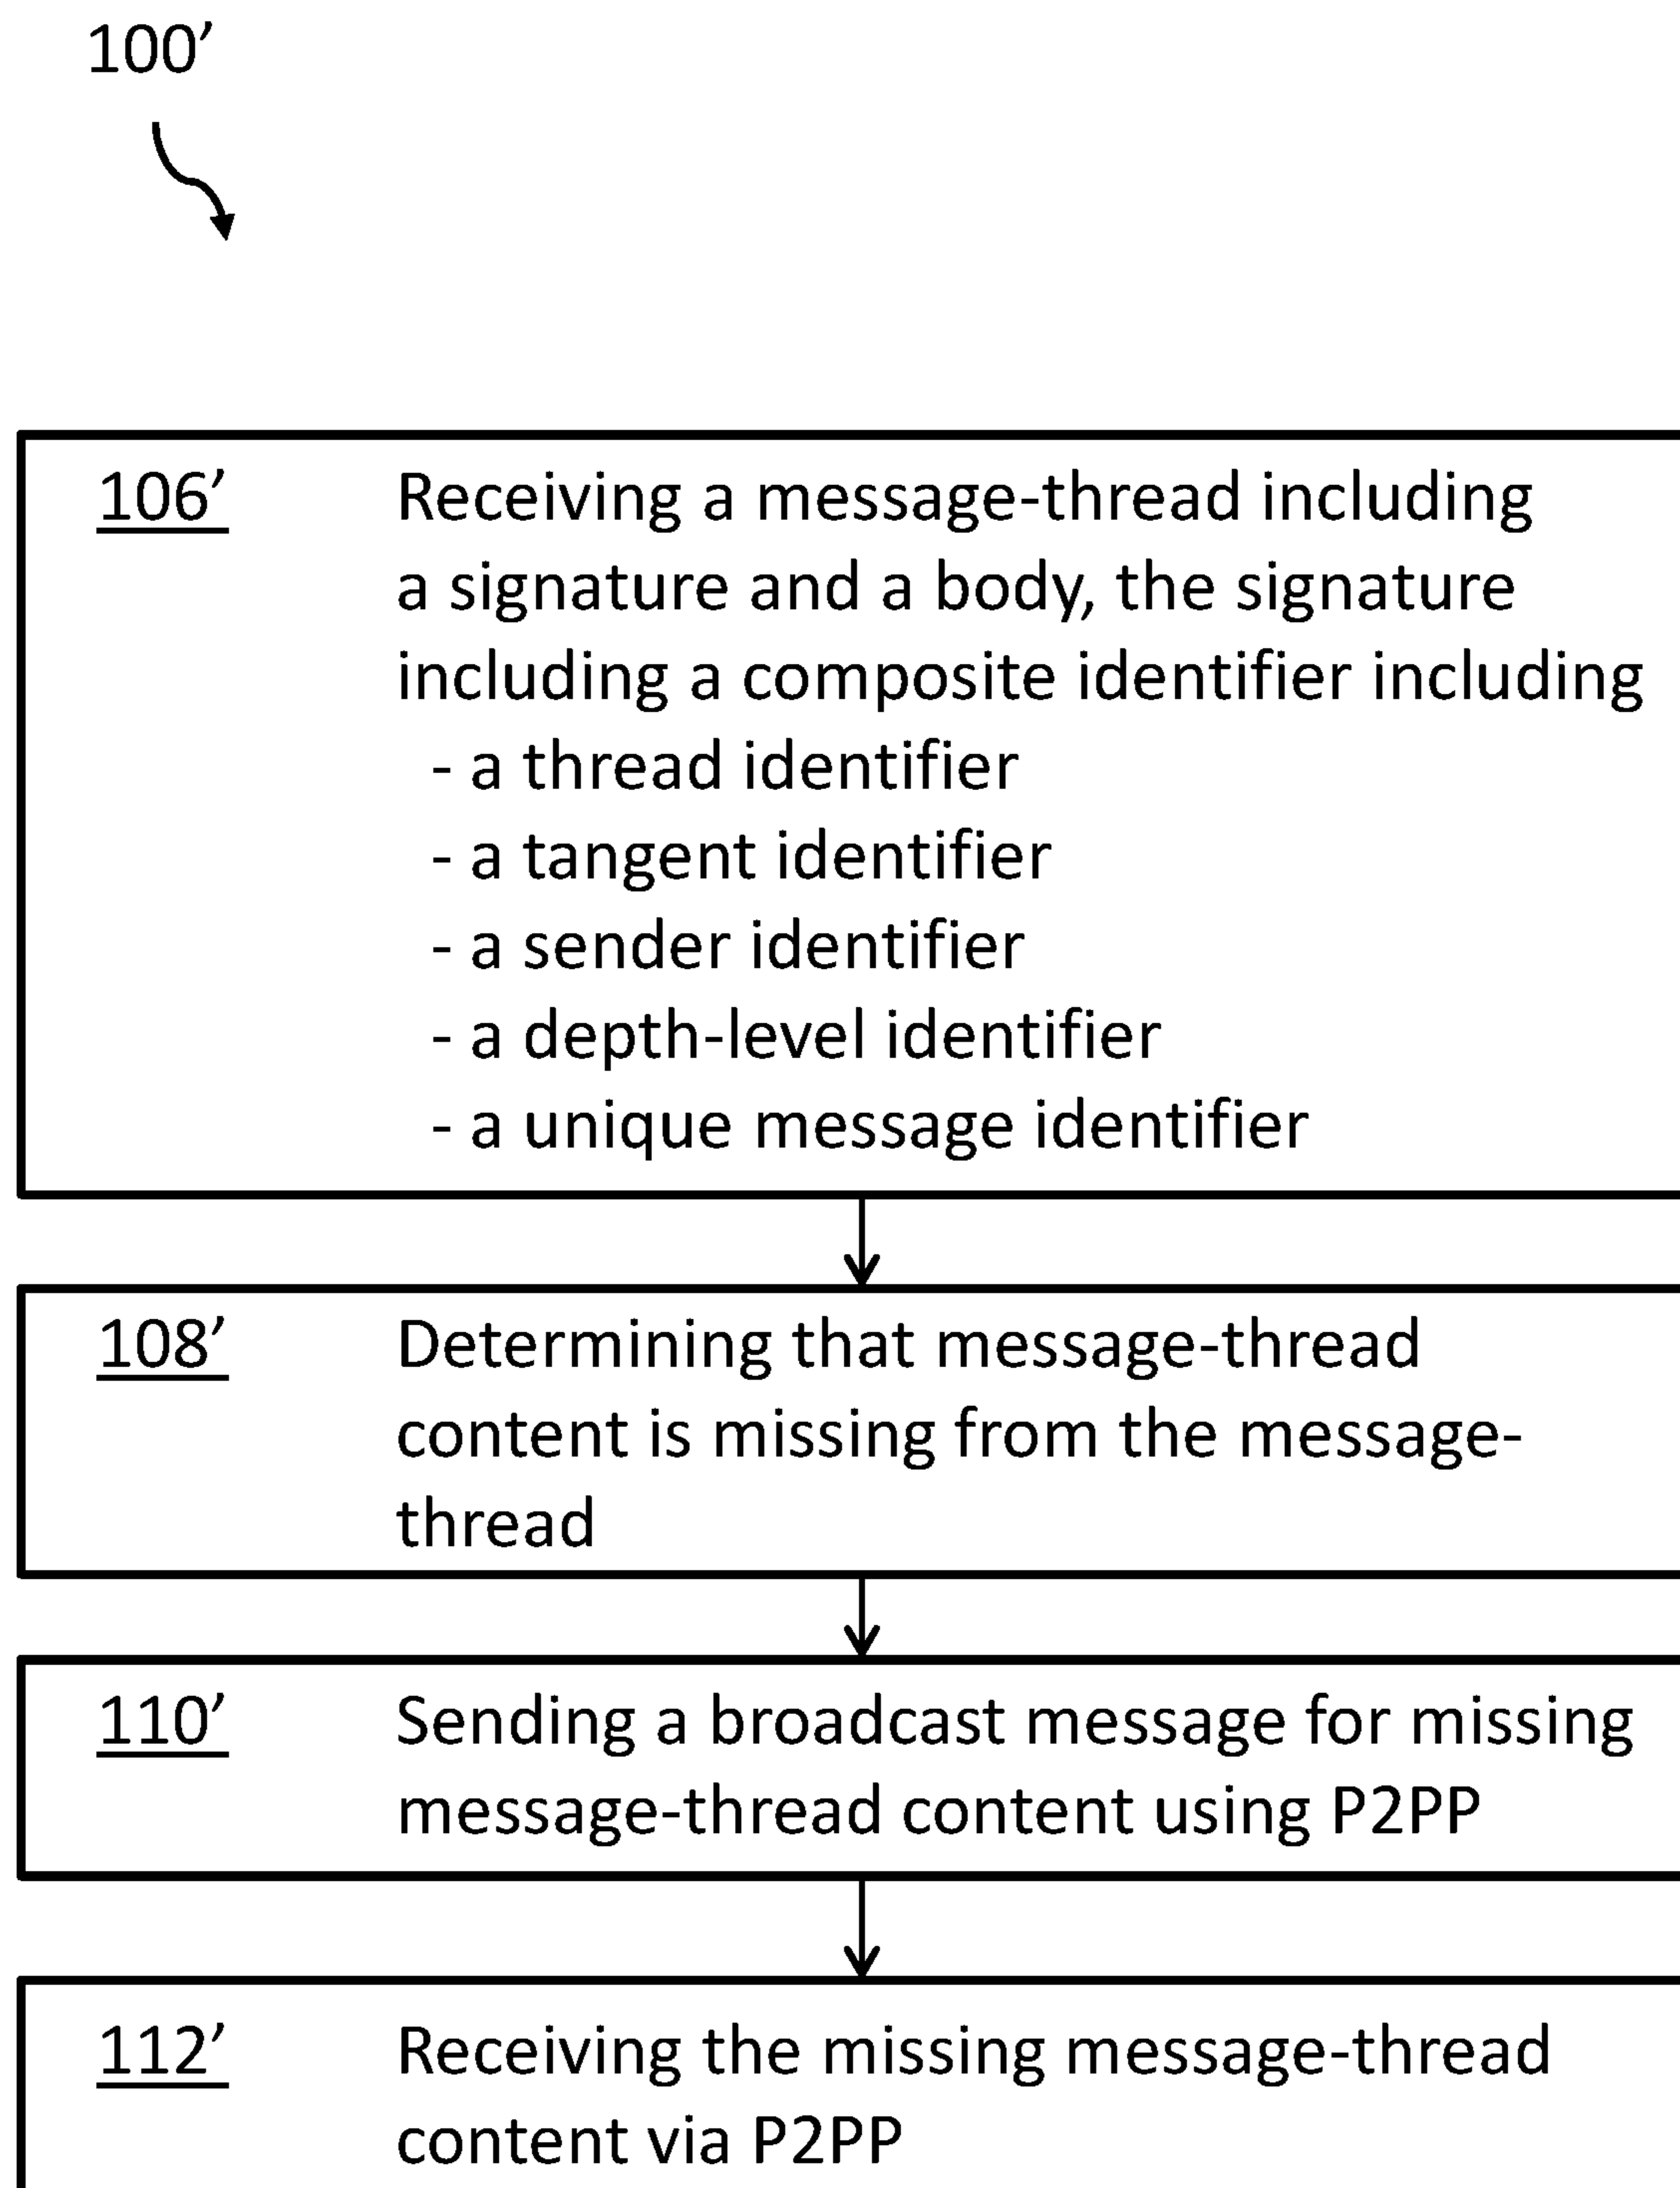 100’
106’ Receiving a message-thread including
a signature and a body, the signature
including a composite identifier including
- a thread identifier
- a tangent identifier
- a sender identifier
- a depth-level identifier
- a unique message identifier
108’ Determining that message-thread
content is missing from the message-
thread
110’ Sending a broadcast message for missing
message-thread content using P2PP
112’ Receiving the missing message-thread
content via P2PP